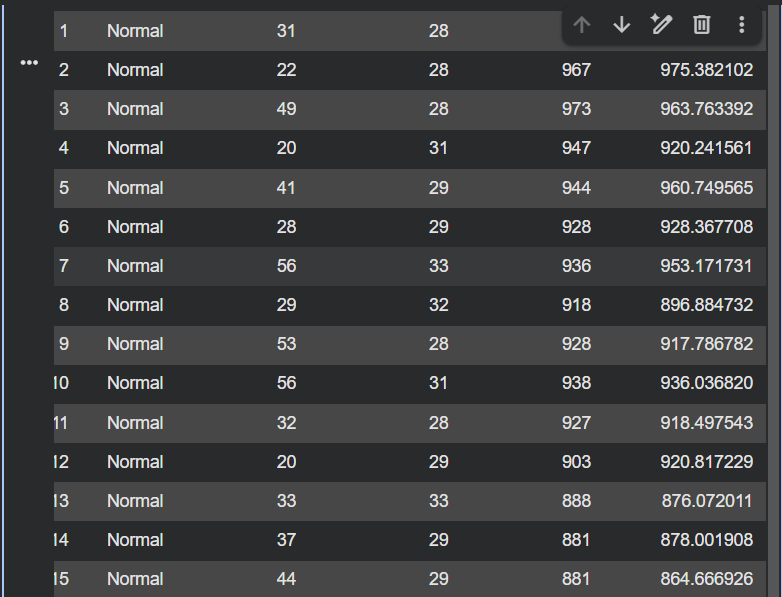 1 Normal 31 28
2 Normal 22 28 967 975.382102
3 Normal 49 28 973 963.763392
4 Normal 20 31 947 920.241561
5 Normal 41 29 944 960.749565
6 Normal 28 29 928 928.367708
7 Normal 56 33 936 953.171731
8 Normal 29 32 918 896.884732
9 Normal 53 28 928 917.786782
10 Normal 56 31 938 936.036820
11 Normal 32 28 927 918.497543
12 Normal 20 29 903 920.817229
13 Normal 33 33 888 876.072011
14 Normal 37 29 881 878.001908
15 Normal 44 29 881 864.666926